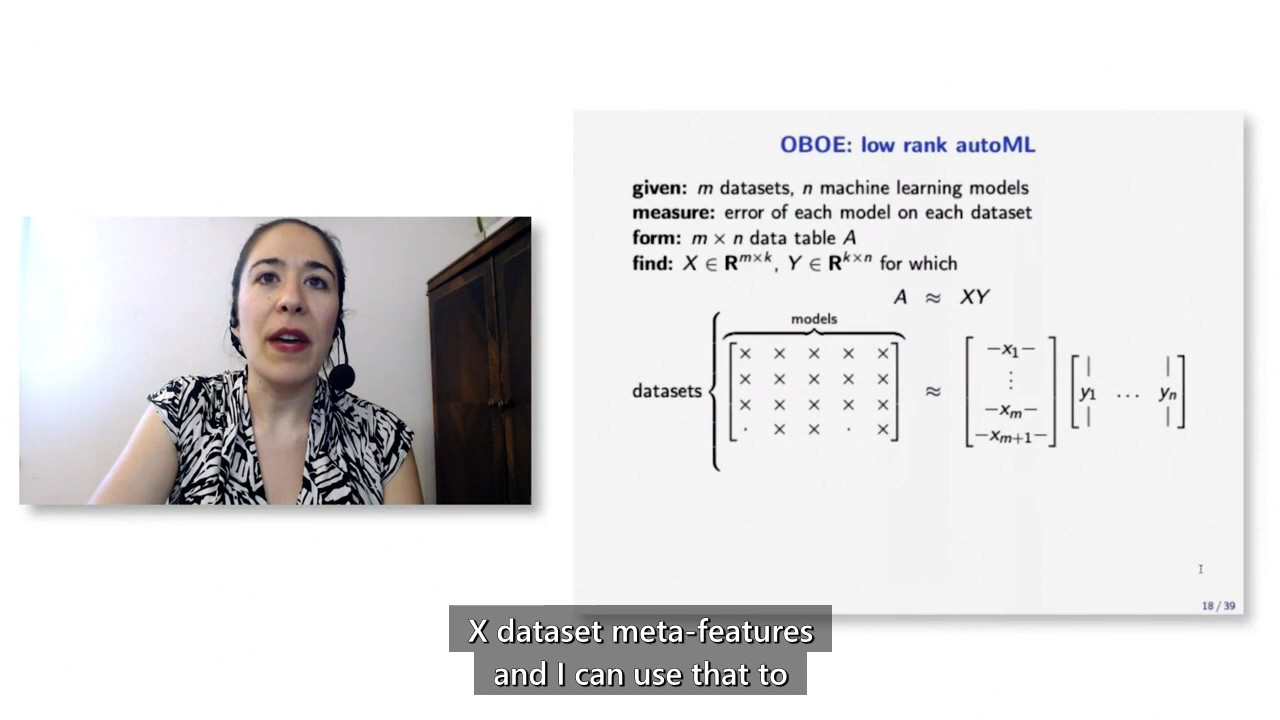 OBOE: low rank autoML
given: m datasets, n machine learning models
measure: error of each model on each dataset
form: m × n data table A
find: X ∈ R^{m×k}, Y ∈ R^{k×n} for which
A ≈ XY
models
datasets
× × × × ×
× × × × ×
× × × × ×
· × × · ×
≈
—x₁—
⋮
—xₘ—
—xₘ₊₁—
| |
y₁ ... yₙ
| |
18 / 39
X dataset meta-features
and I can use that to